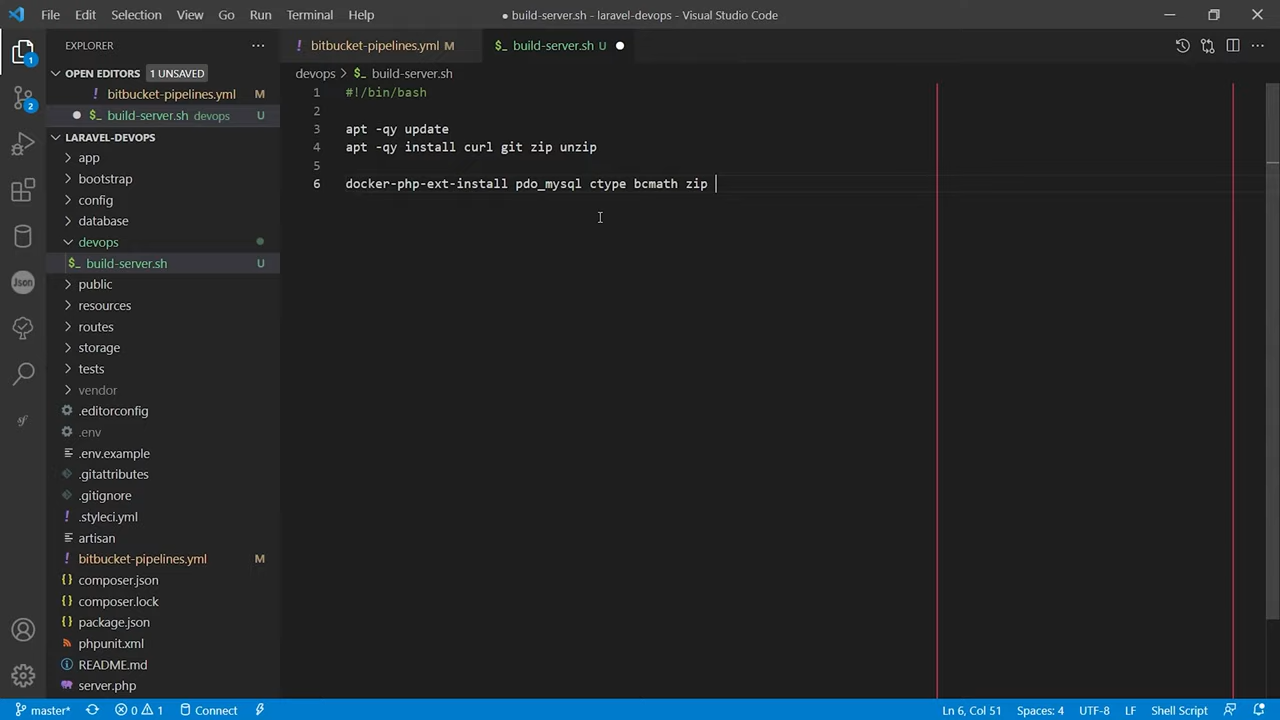 File Edit Selection View Go Run Terminal Help
● build-server.sh - laravel-devops - Visual Studio Code
EXPLORER ···
! bitbucket-pipelines.yml M
$_ build-server.sh U ●
OPEN EDITORS 1 UNSAVED
! bitbucket-pipelines.yml M
● $_ build-server.sh devops U
devops > $_ build-server.sh
LARAVEL-DEVOPS
app
bootstrap
config
database
devops
$_ build-server.sh U
public
resources
routes
storage
tests
vendor
.editorconfig
.env
.env.example
.gitattributes
.gitignore
! .styleci.yml
artisan
! bitbucket-pipelines.yml M
{} composer.json
{} composer.lock
{} package.json
phpunit.xml
README.md
server.php
1 #!/bin/bash
2
3 apt -qy update
4 apt -qy install curl git zip unzip
5
6 docker-php-ext-install pdo_mysql ctype bcmath zip
1
2
Json
sf
master* 0 1 Connect
Ln 6, Col 51 Spaces: 4 UTF-8 LF Shell Script